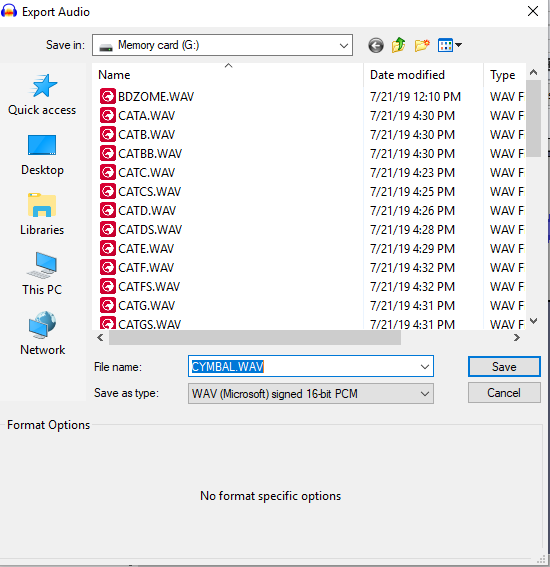 Export Audio
Save in: Memory card (G:)
Name Date modified Type
BDZOME.WAV 7/21/19 12:10 PM WAV F
CATA.WAV 7/21/19 4:30 PM WAV F
CATB.WAV 7/21/19 4:30 PM WAV F
CATBB.WAV 7/21/19 4:30 PM WAV F
CATC.WAV 7/21/19 4:23 PM WAV F
CATCS.WAV 7/21/19 4:25 PM WAV F
CATD.WAV 7/21/19 4:26 PM WAV F
CATDS.WAV 7/21/19 4:28 PM WAV F
CATE.WAV 7/21/19 4:29 PM WAV F
CATF.WAV 7/21/19 4:32 PM WAV F
CATFS.WAV 7/21/19 4:32 PM WAV F
CATG.WAV 7/21/19 4:31 PM WAV F
CATGS.WAV 7/21/19 4:31 PM WAV F
Quick access
Desktop
Libraries
This PC
Network
File name: CYMBAL.WAV Save
Save as type: WAV (Microsoft) signed 16-bit PCM Cancel
Format Options
No format specific options